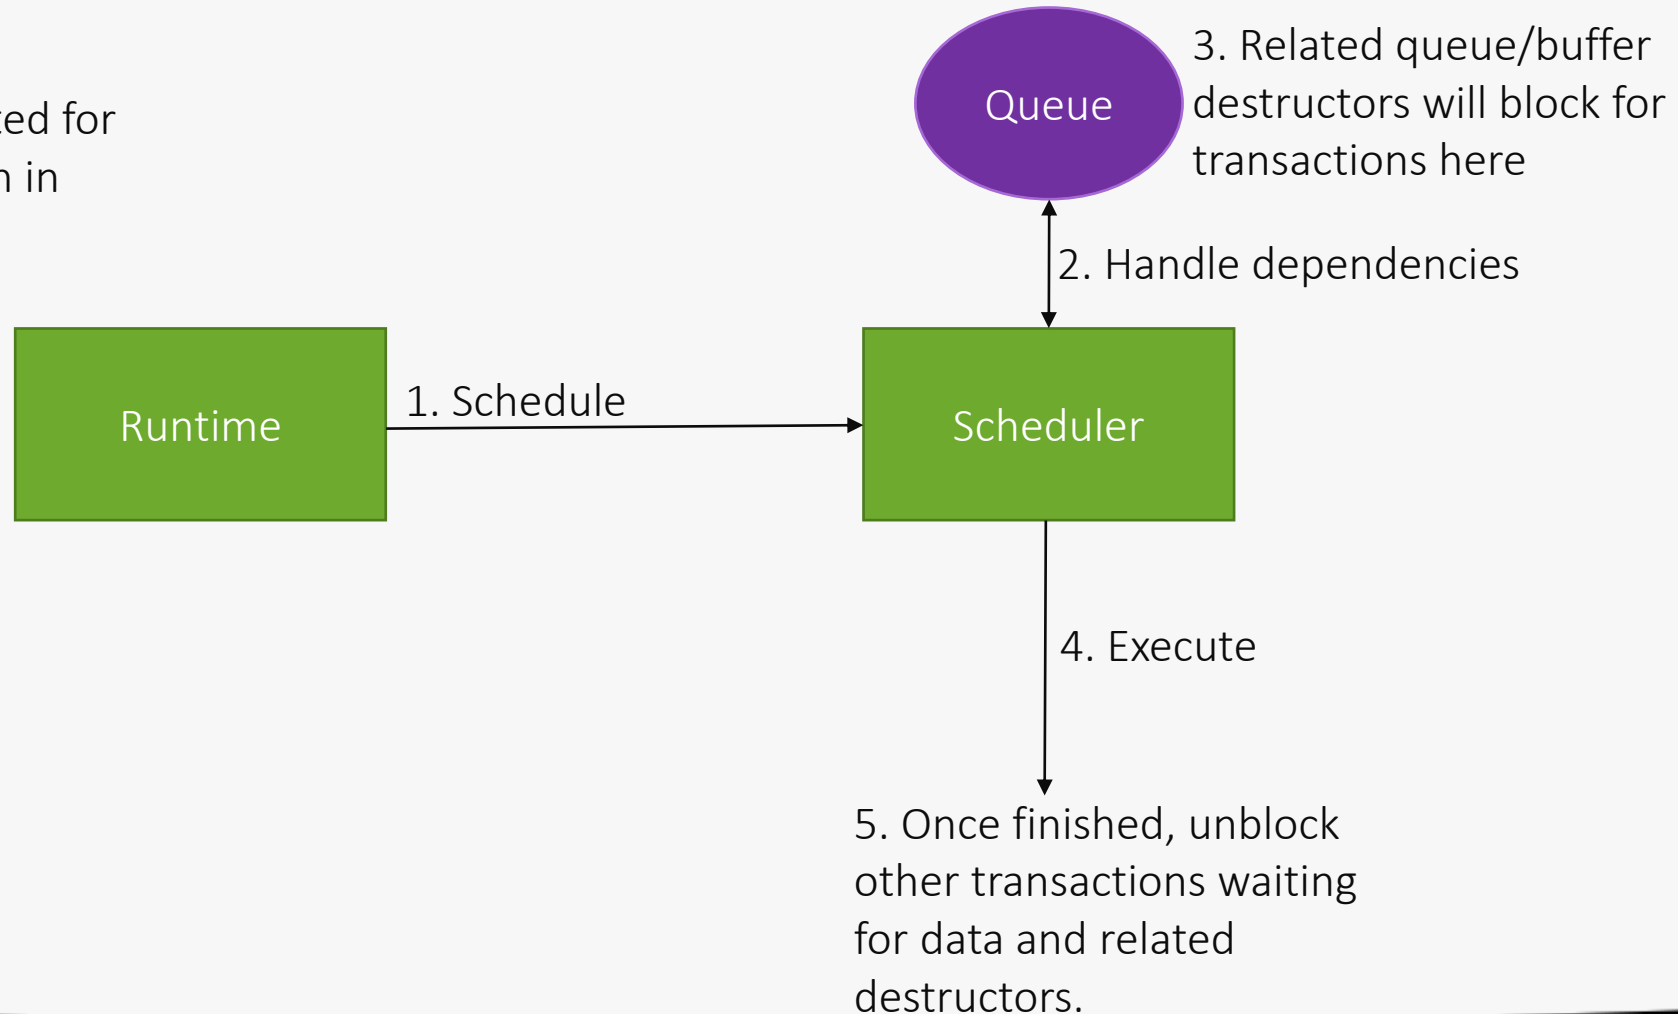 for
in
Queue
3. Related queue/buffer
destructors will block for
transactions here
2. Handle dependencies
Runtime
1. Schedule
Scheduler
4. Execute
5. Once finished, unblock
other transactions waiting
for data and related
destructors.